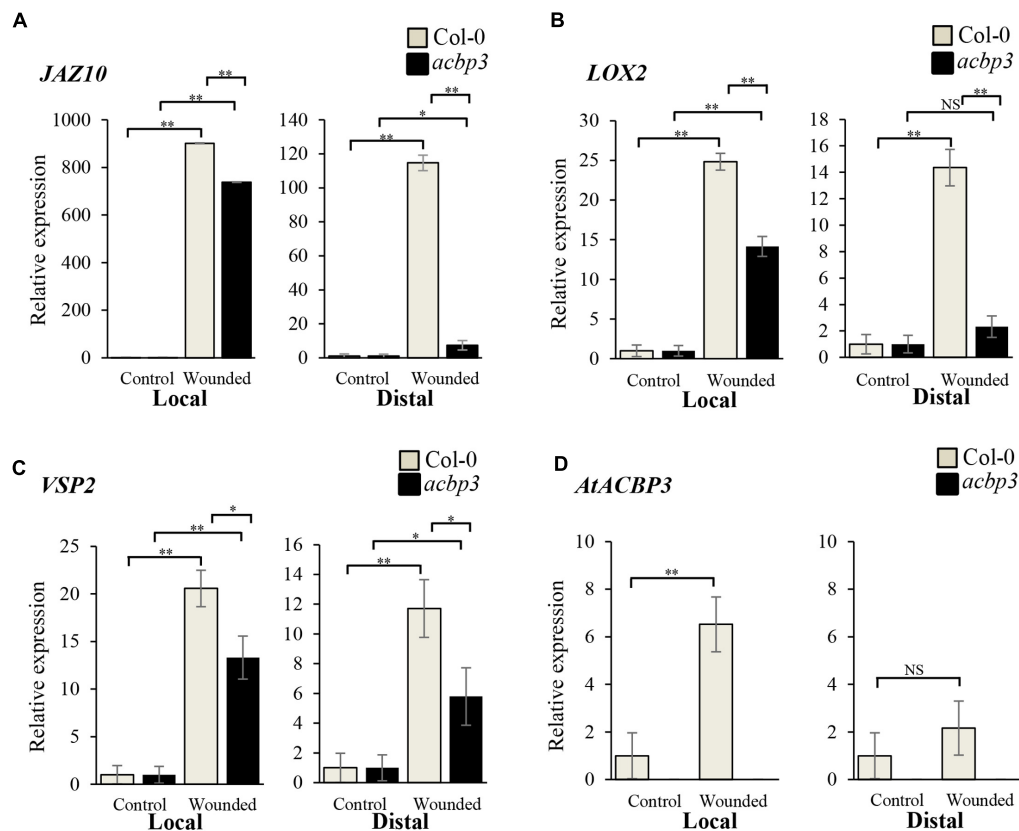 A
Col-0
acbp3
JAZ10
**
**
**
**
*
**
Relative expression
1000
800
600
400
200
0
140
120
100
80
60
40
20
0
Control Wounded
Local
Control Wounded
Distal
B
Col-0
acbp3
LOX2
**
**
**
**
NS
**
Relative expression
30
25
20
15
10
5
0
18
16
14
12
10
8
6
4
2
0
Control Wounded
Local
Control Wounded
Distal
C
Col-0
acbp3
VSP2
*
**
**
*
*
**
Relative expression
25
20
15
10
5
0
16
14
12
10
8
6
4
2
0
Control Wounded
Local
Control Wounded
Distal
D
Col-0
acbp3
AtACBP3
**
NS
Relative expression
10
8
6
4
2
0
10
8
6
4
2
0
Control Wounded
Local
Control Wounded
Distal